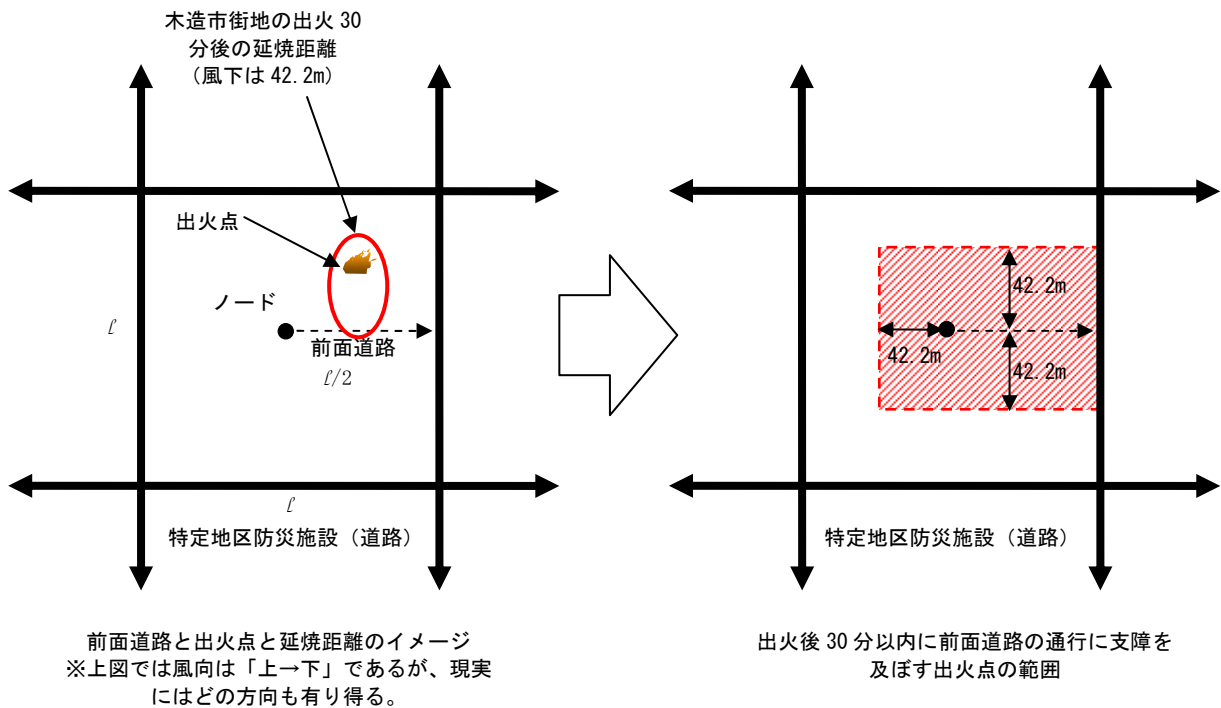 木造市街地の出火 30
分後の延焼距離
（風下は 42.2m）
出火点
ノード
ℓ
前面道路
ℓ/2
ℓ
特定地区防災施設（道路）
前面道路と出火点と延焼距離のイメージ
※上図では風向は「上→下」であるが、現実
にはどの方向も有り得る。
42.2m
42.2m
42.2m
特定地区防災施設（道路）
出火後 30 分以内に前面道路の通行に支障を
及ぼす出火点の範囲